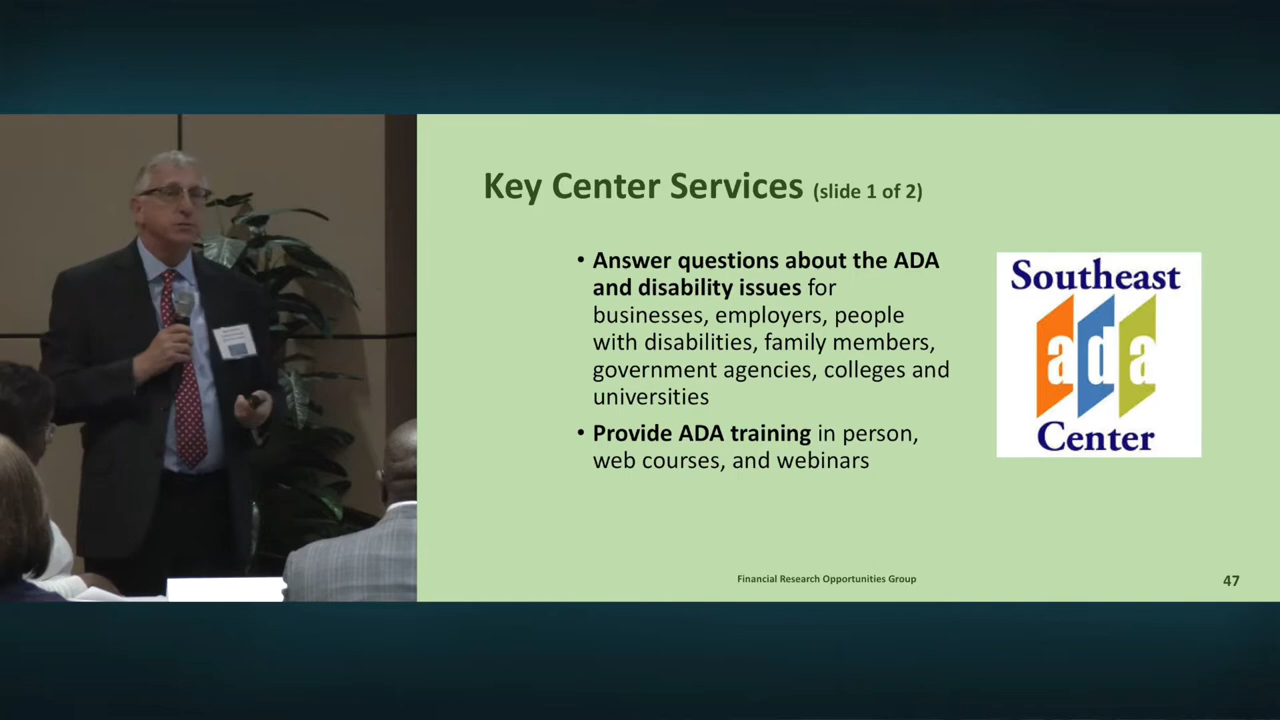 Key Center Services (slide 1 of 2)
• Answer questions about the ADA
and disability issues for
businesses, employers, people
with disabilities, family members,
government agencies, colleges and
universities
• Provide ADA training in person,
web courses, and webinars
Southeast
ada
Center
Financial Research Opportunities Group
47